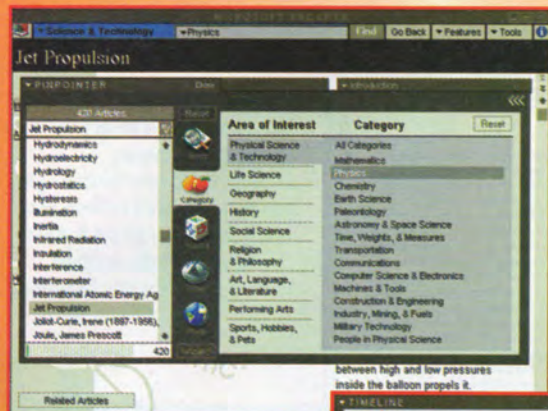 MICROSOFT ENCARTA
Science & Technology
Physics
Find
Go Back
Features
Tools
Jet Propulsion
PINPOINTER
Introduction
420 Articles
Reset
Jet Propulsion
Hydrodynamics
Hydroelectricity
Hydrology
Hydrostatics
Hysteresis
Illumination
Inertia
Infrared Radiation
Insulation
Interference
Interferometer
International Atomic Energy Ag
Jet Propulsion
Joliot-Curie, Irene (1897-1956),
Joule, James Prescott
420
Category
Area of Interest
Category
Reset
Physical Science
& Technology
Life Science
Geography
History
Social Science
Religion
& Philosophy
Art, Language,
& Literature
Performing Arts
Sports, Hobbies,
& Pets
All Categories
Mathematics
Physics
Chemistry
Earth Science
Paleontology
Astronomy & Space Science
Time, Weights, & Measures
Transportation
Communications
Computer Science & Electronics
Machines & Tools
Construction & Engineering
Industry, Mining, & Fuels
Military Technology
People in Physical Science
between high and low pressures
inside the balloon propels it.
Related Articles
TIMELINE